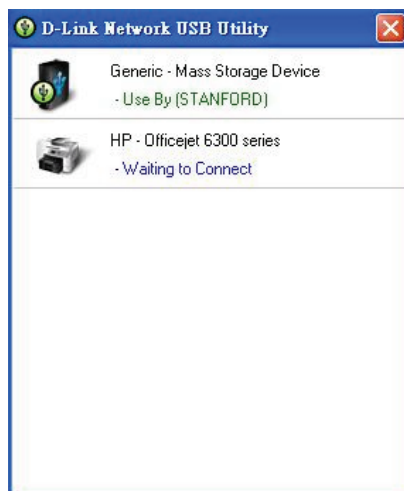 D-Link Network USB Utility
Generic - Mass Storage Device
- Use By (STANFORD)
HP - Officejet 6300 series
- Waiting to Connect